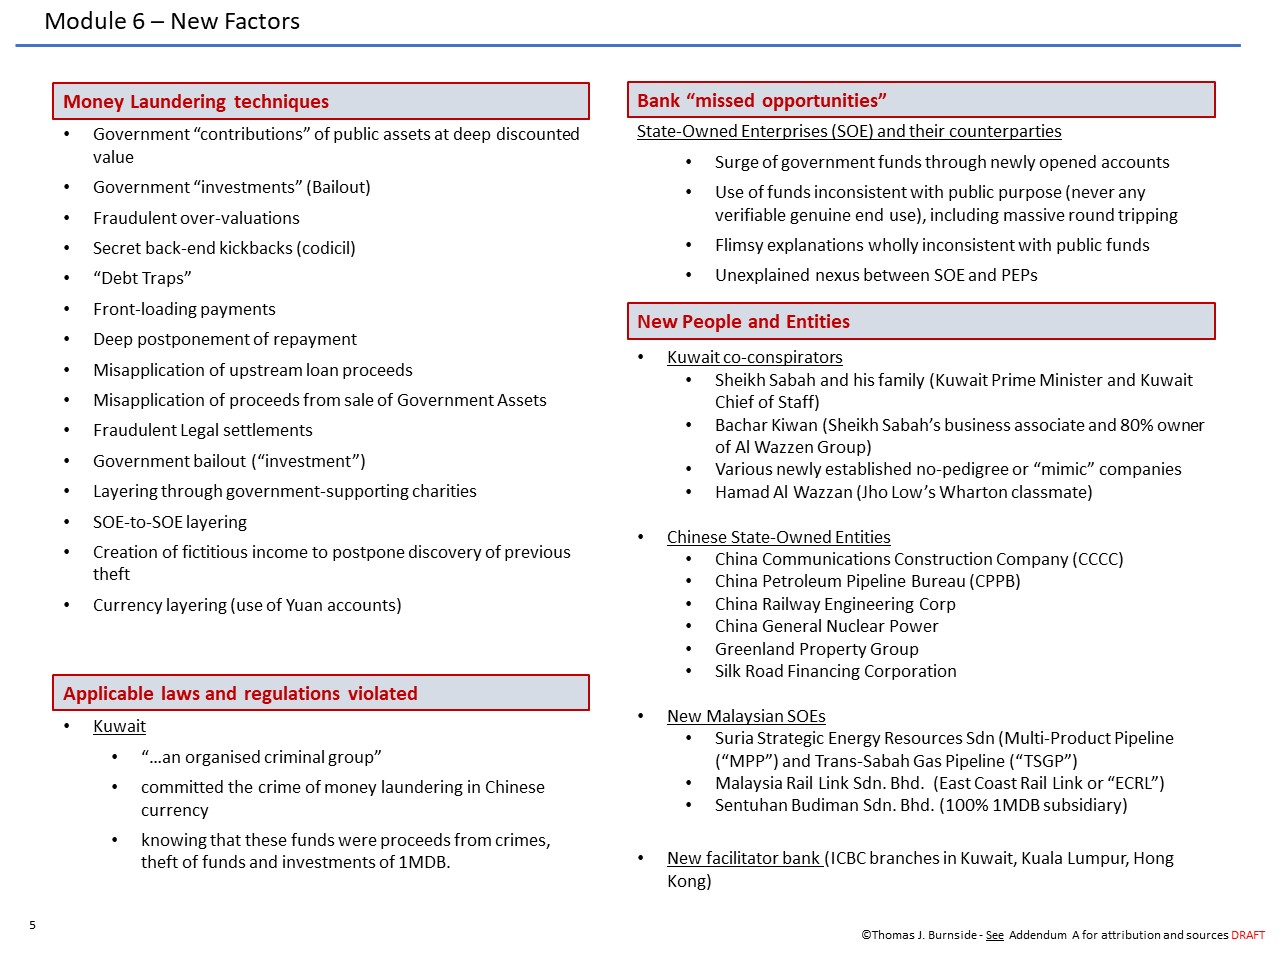 Module 6 – New Factors
Money Laundering techniques
• Government “contributions” of public assets at deep discounted
value
• Government “investments” (Bailout)
• Fraudulent over-valuations
• Secret back-end kickbacks (codicil)
• “Debt Traps”
• Front-loading payments
• Deep postponement of repayment
• Misapplication of upstream loan proceeds
• Misapplication of proceeds from sale of Government Assets
• Fraudulent Legal settlements
• Government bailout (“investment”)
• Layering through government-supporting charities
• SOE-to-SOE layering
• Creation of fictitious income to postpone discovery of previous
theft
• Currency layering (use of Yuan accounts)
Applicable laws and regulations violated
• Kuwait
• “…an organised criminal group”
• committed the crime of money laundering in Chinese
currency
• knowing that these funds were proceeds from crimes,
theft of funds and investments of 1MDB.
Bank “missed opportunities”
State-Owned Enterprises (SOE) and their counterparties
• Surge of government funds through newly opened accounts
• Use of funds inconsistent with public purpose (never any
verifiable genuine end use), including massive round tripping
• Flimsy explanations wholly inconsistent with public funds
• Unexplained nexus between SOE and PEPs
New People and Entities
• Kuwait co-conspirators
• Sheikh Sabah and his family (Kuwait Prime Minister and Kuwait
Chief of Staff)
• Bachar Kiwan (Sheikh Sabah’s business associate and 80% owner
of Al Wazzen Group)
• Various newly established no-pedigree or “mimic” companies
• Hamad Al Wazzan (Jho Low’s Wharton classmate)
• Chinese State-Owned Entities
• China Communications Construction Company (CCCC)
• China Petroleum Pipeline Bureau (CPPB)
• China Railway Engineering Corp
• China General Nuclear Power
• Greenland Property Group
• Silk Road Financing Corporation
• New Malaysian SOEs
• Suria Strategic Energy Resources Sdn (Multi-Product Pipeline
(“MPP”) and Trans-Sabah Gas Pipeline (“TSGP”)
• Malaysia Rail Link Sdn. Bhd. (East Coast Rail Link or “ECRL”)
• Sentuhan Budiman Sdn. Bhd. (100% 1MDB subsidiary)
• New facilitator bank (ICBC branches in Kuwait, Kuala Lumpur, Hong
Kong)
5
©Thomas J. Burnside - See Addendum A for attribution and sources DRAFT